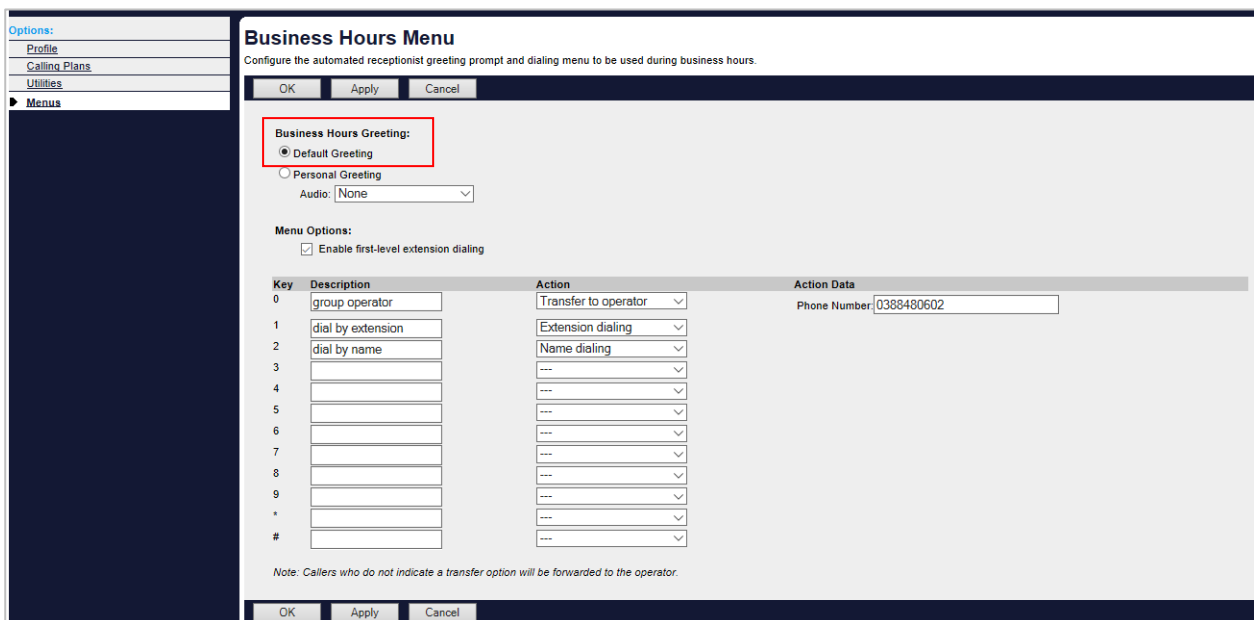 Options:
Profile
Calling Plans
Utilities
Menus
Business Hours Menu
Configure the automated receptionist greeting prompt and dialing menu to be used during business hours.
OK Apply Cancel
Business Hours Greeting:
Default Greeting
Personal Greeting
Audio: None
Menu Options:
Enable first-level extension dialing
Key Description Action Action Data
0 group operator Transfer to operator Phone Number: 0388480602
1 dial by extension Extension dialing
2 dial by name Name dialing
3 ---
4 ---
5 ---
6 ---
7 ---
8 ---
9 ---
* ---
# ---
Note: Callers who do not indicate a transfer option will be forwarded to the operator.
OK Apply Cancel